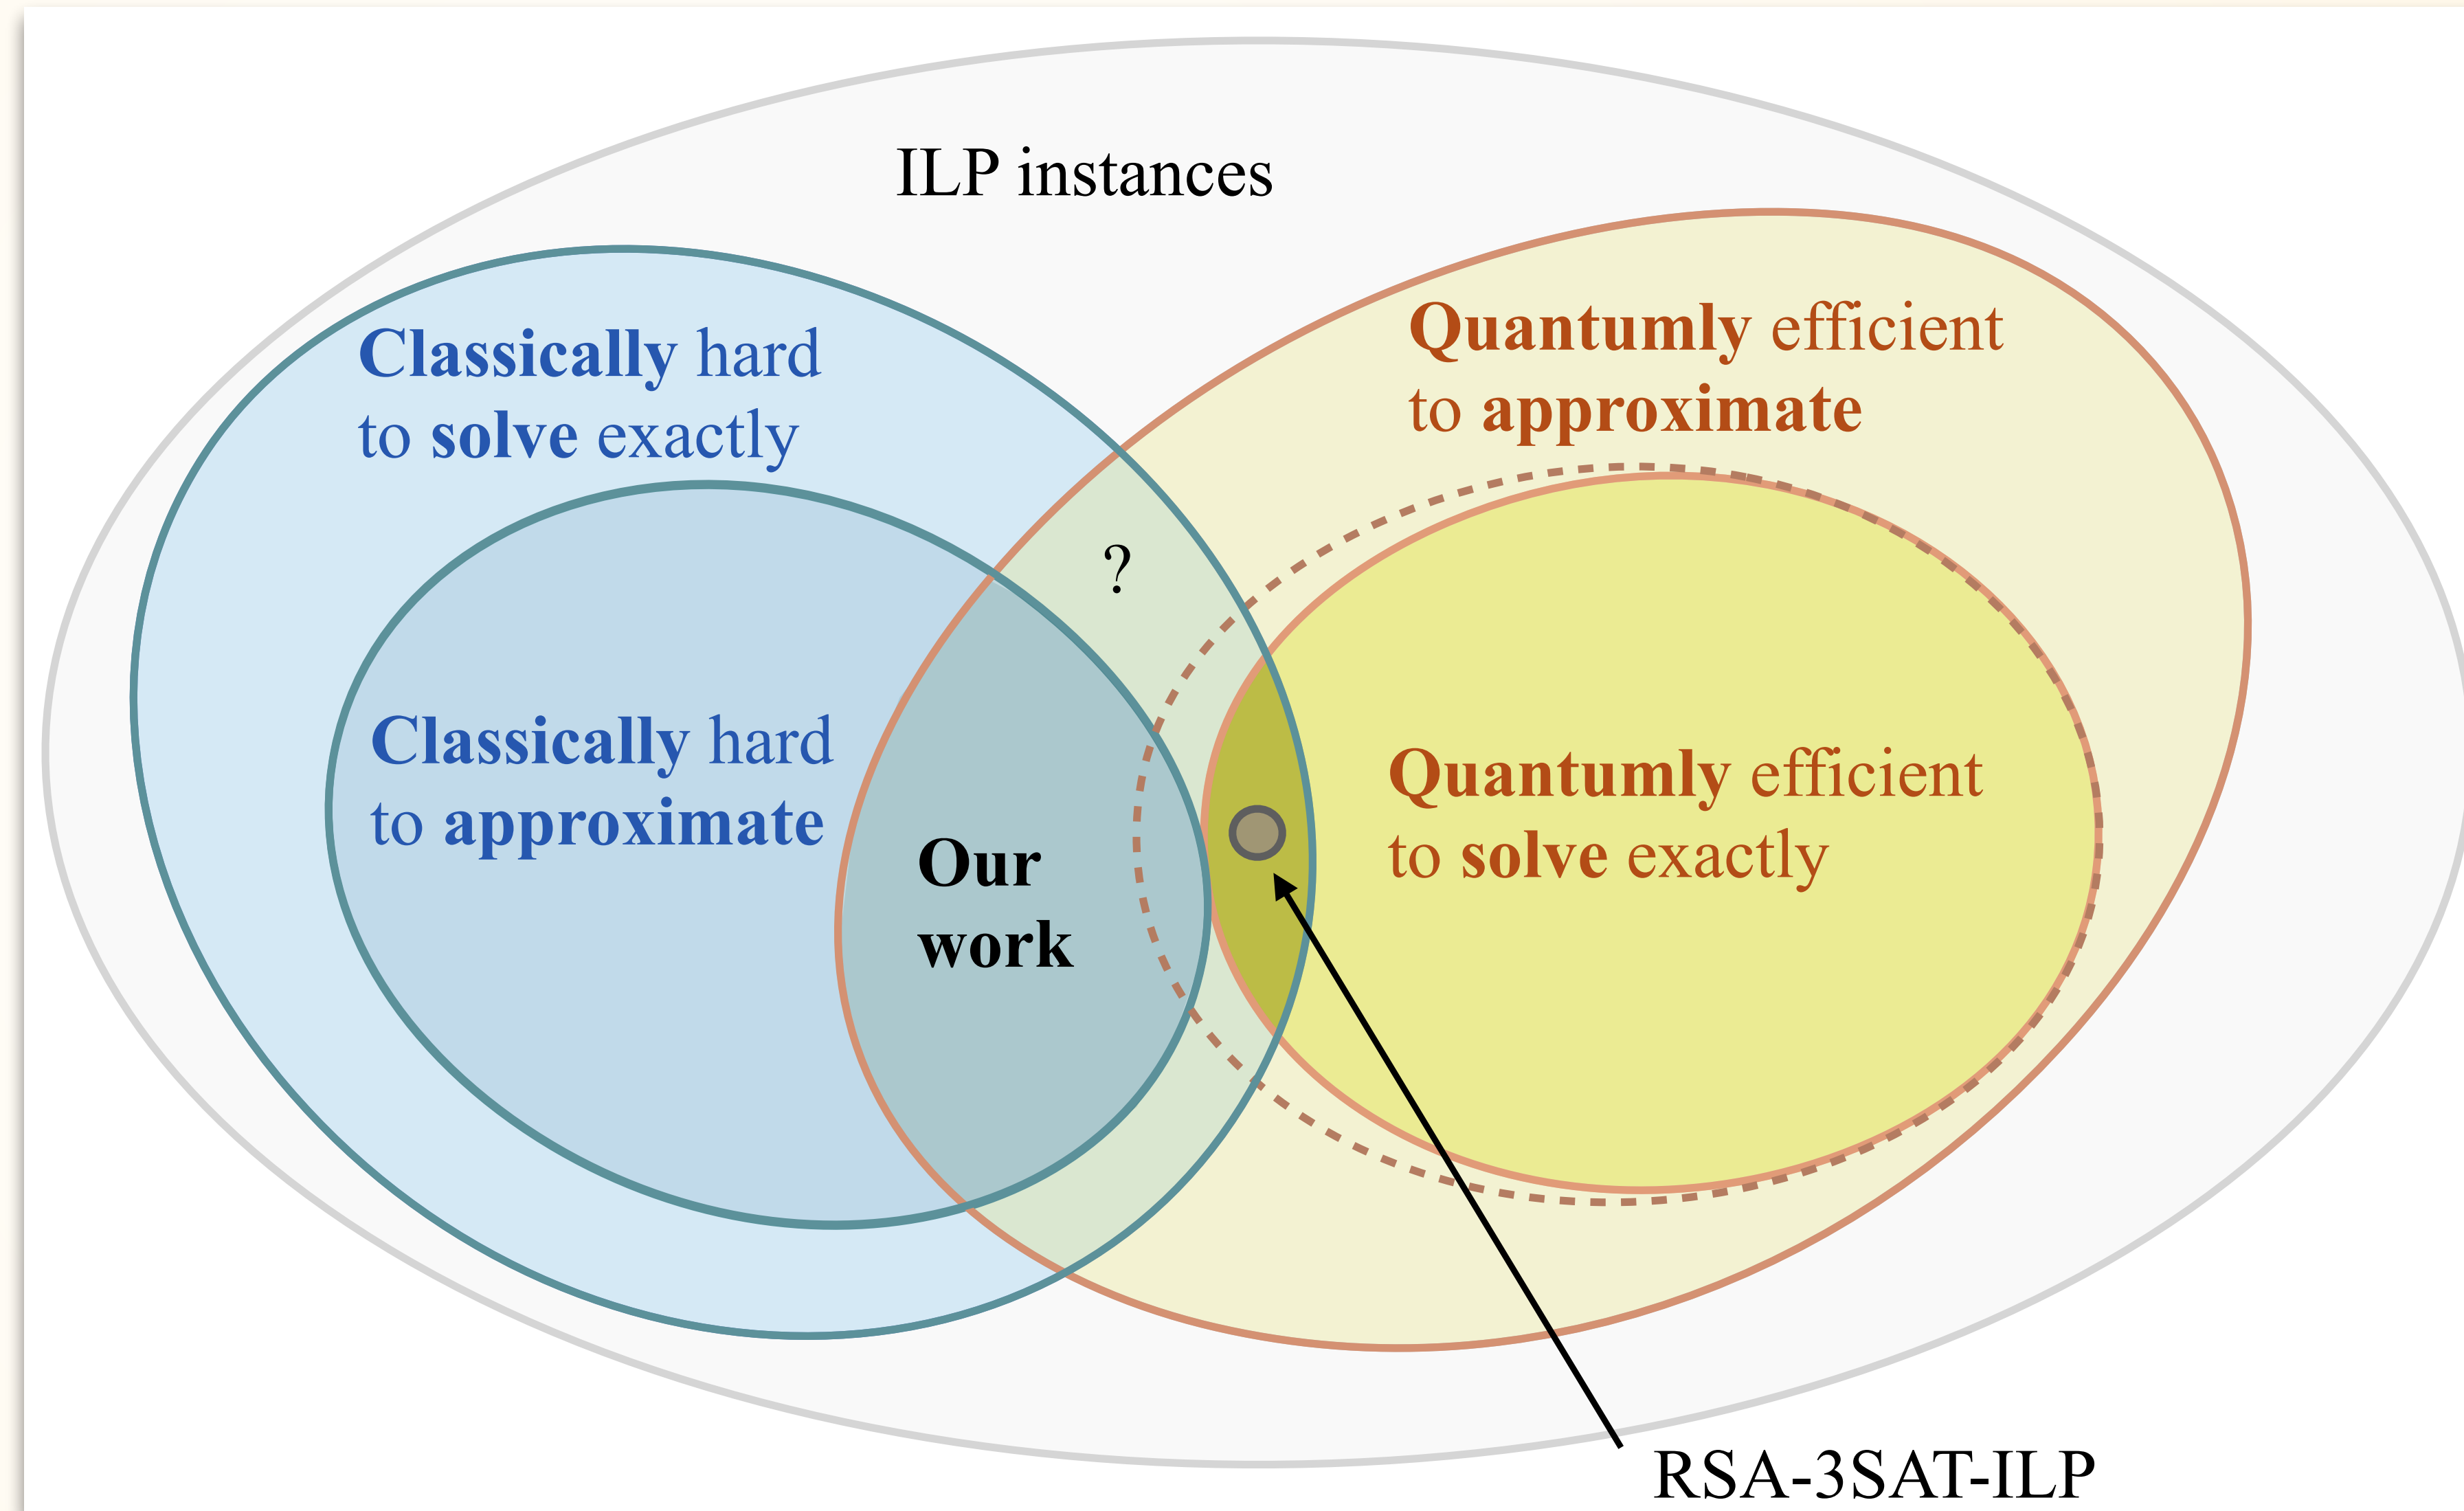 ILP instances
Classically hard
to solve exactly
Quantumly efficient
to approximate
?
Classically hard
to approximate
Our
work
Quantumly efficient
to solve exactly
RSA-3SAT-ILP